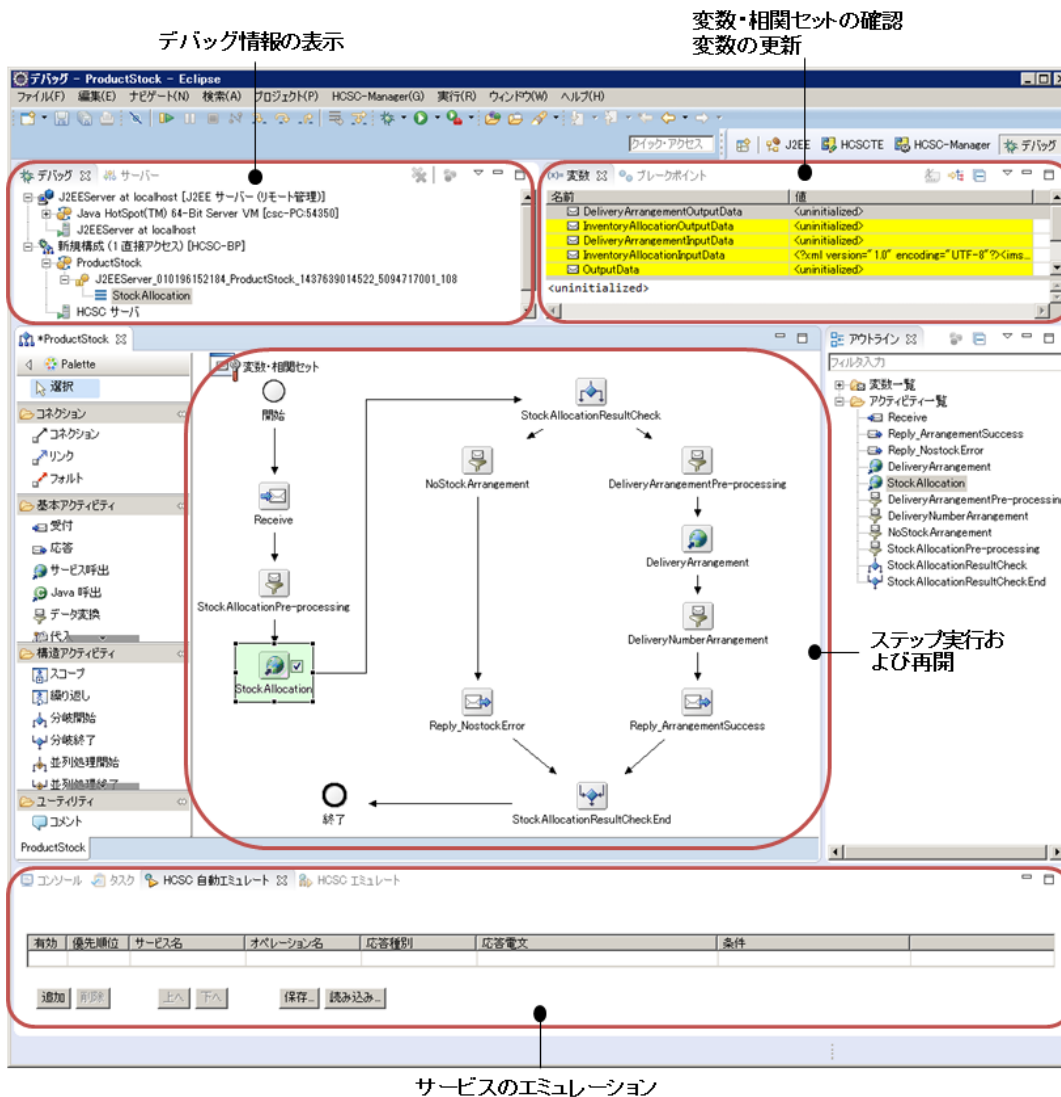 変数・相関セットの確認
変数の更新
デバッグ情報の表示
デバッグ - ProductStock - Eclipse
ファイル(F) 編集(E) ナビゲート(N) 検索(A) プロジェクト(P) HCSC-Manager(G) 実行(R) ウィンドウ(W) ヘルプ(H)
クイック・アクセス
J2EE HCSCTE HCSC-Manager デバッグ
デバッグ サーバー
J2EEServer at localhost [J2EE サーバー (リモート管理)]
Java HotSpot(TM) 64-Bit Server VM [csc-PC:54350]
J2EEServer at localhost
新規構成 (1 直接アクセス) [HCSC-BP]
ProductStock
J2EEServer_010196152184_ProductStock_1437639014522_5094717001_108
StockAllocation
HCSC サーバ
(x)= 変数 ブレークポイント
名前 値
DeliveryArrangementOutputData <uninitialized>
InventoryAllocationOutputData <uninitialized>
DeliveryArrangementInputData <uninitialized>
InventoryAllocationInputData <?xml version="1.0" encoding="UTF-8"?><ims...
OutputData <uninitialized>
<uninitialized>
*ProductStock
Palette
選択
コネクション
コネクション
リンク
フォルト
基本アクティビティ
受付
応答
サービス呼出
Java 呼出
データ変換
代入
構造アクティビティ
スコープ
繰り返し
分岐開始
分岐終了
並列処理開始
並列処理終了
ユーティリティ
コメント
ProductStock
変数・相関セット
開始
Receive
StockAllocationPre-processing
StockAllocation
StockAllocationResultCheck
NoStockArrangement
DeliveryArrangementPre-processing
DeliveryArrangement
DeliveryNumberArrangement
Reply_NostockError
Reply_ArrangementSuccess
終了
StockAllocationResultCheckEnd
アウトライン
フィルタ入力
変数一覧
アクティビティ一覧
Receive
Reply_ArrangementSuccess
Reply_NostockError
DeliveryArrangement
StockAllocation
DeliveryArrangementPre-processing
DeliveryNumberArrangement
NoStockArrangement
StockAllocationPre-processing
StockAllocationResultCheck
StockAllocationResultCheckEnd
ステップ実行お
よび再開
コンソール タスク HCSC 自動エミュレート HCSC エミュレート
有効 優先順位 サービス名 オペレーション名 応答種別 応答電文 条件
追加 削除 上へ 下へ 保存... 読み込み...
サービスのエミュレーション